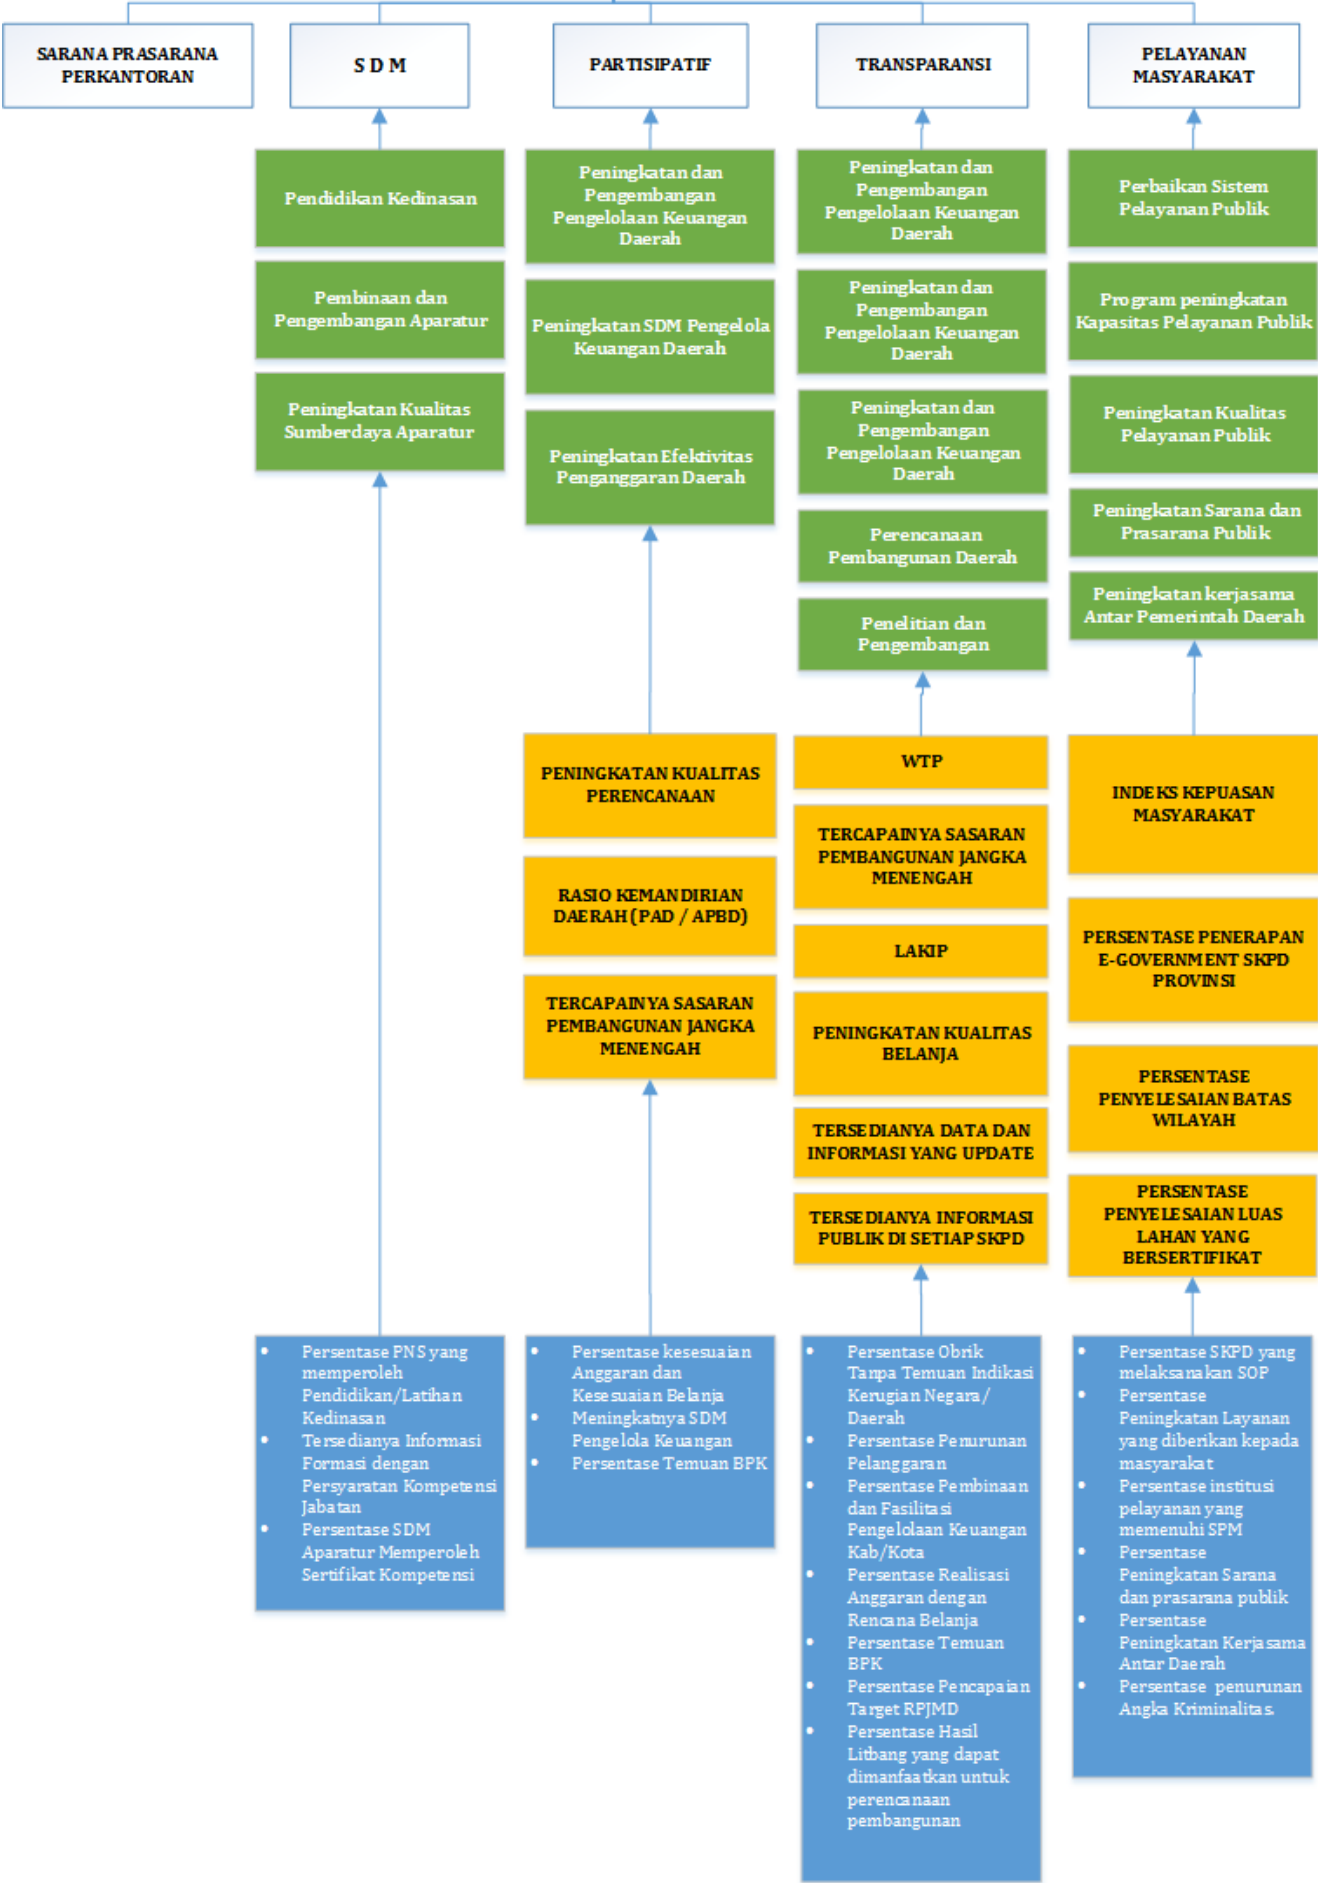 SARANA PRASARANA
PERKANTORAN
S D M
PARTISIPATIF
TRANSPARANSI
PELAYANAN
MASYARAKAT
Pendidikan Kedinasan
Pembinaan dan
Pengembangan Aparatur
Peningkatan Kualitas
Sumberdaya Aparatur
Peningkatan dan
Pengembangan
Pengelolaan Keuangan
Daerah
Peningkatan SDM Pengelola
Keuangan Daerah
Peningkatan Efektivitas
Penganggaran Daerah
Peningkatan dan
Pengembangan
Pengelolaan Keuangan
Daerah
Peningkatan dan
Pengembangan
Pengelolaan Keuangan
Daerah
Peningkatan dan
Pengembangan
Pengelolaan Keuangan
Daerah
Perencanaan
Pembangunan Daerah
Penelitian dan
Pengembangan
Perbaikan Sistem
Pelayanan Publik
Program peningkatan
Kapasitas Pelayanan Publik
Peningkatan Kualitas
Pelayanan Publik
Peningkatan Sarana dan
Prasarana Publik
Peningkatan kerjasama
Antar Pemerintah Daerah
PENINGKATAN KUALITAS
PERENCANAAN
RASIO KEMANDIRIAN
DAERAH (PAD / APBD)
TERCAPAINYA SASARAN
PEMBANGUNAN JANGKA
MENENGAH
WTP
TERCAPAINYA SASARAN
PEMBANGUNAN JANGKA
MENENGAH
LAKIP
PENINGKATAN KUALITAS
BELANJA
TERSEDIANYA DATA DAN
INFORMASI YANG UPDATE
TERSEDIANYA INFORMASI
PUBLIK DI SETIAP SKPD
INDEKS KEPUASAN
MASYARAKAT
PERSENTASE PENERAPAN
E-GOVERNMENT SKPD
PROVINSI
PERSENTASE
PENYELESAIAN BATAS
WILAYAH
PERSENTASE
PENYELESAIAN LUAS
LAHAN YANG
BERSERTIFIKAT
• Persentase PNS yang
memperoleh
Pendidikan/Latihan
Kedinasan
• Tersedianya Informasi
Formasi dengan
Persyaratan Kompetensi
Jabatan
• Persentase SDM
Aparatur Memperoleh
Sertifikat Kompetensi
• Persentase kesesuaian
Anggaran dan
Kesesuaian Belanja
• Meningkatnya SDM
Pengelola Keuangan
• Persentase Temuan BPK
• Persentase Obrik
Tanpa Temuan Indikasi
Kerugian Negara/
Daerah
• Persentase Penurunan
Pelanggaran
• Persentase Pembinaan
dan Fasilitasi
Pengelolaan Keuangan
Kab/Kota
• Persentase Realisasi
Anggaran dengan
Rencana Belanja
• Persentase Temuan
BPK
• Persentase Pencapaian
Target RPJMD
• Persentase Hasil
Litbang yang dapat
dimanfaatkan untuk
perencanaan
pembangunan
• Persentase SKPD yang
melaksanakan SOP
• Persentase
Peningkatan Layanan
yang diberikan kepada
masyarakat
• Persentase institusi
pelayanan yang
memenuhi SPM
• Persentase
Peningkatan Sarana
dan prasarana publik
• Persentase
Peningkatan Kerjasama
Antar Daerah
• Persentase penurunan
Angka Kriminalitas.